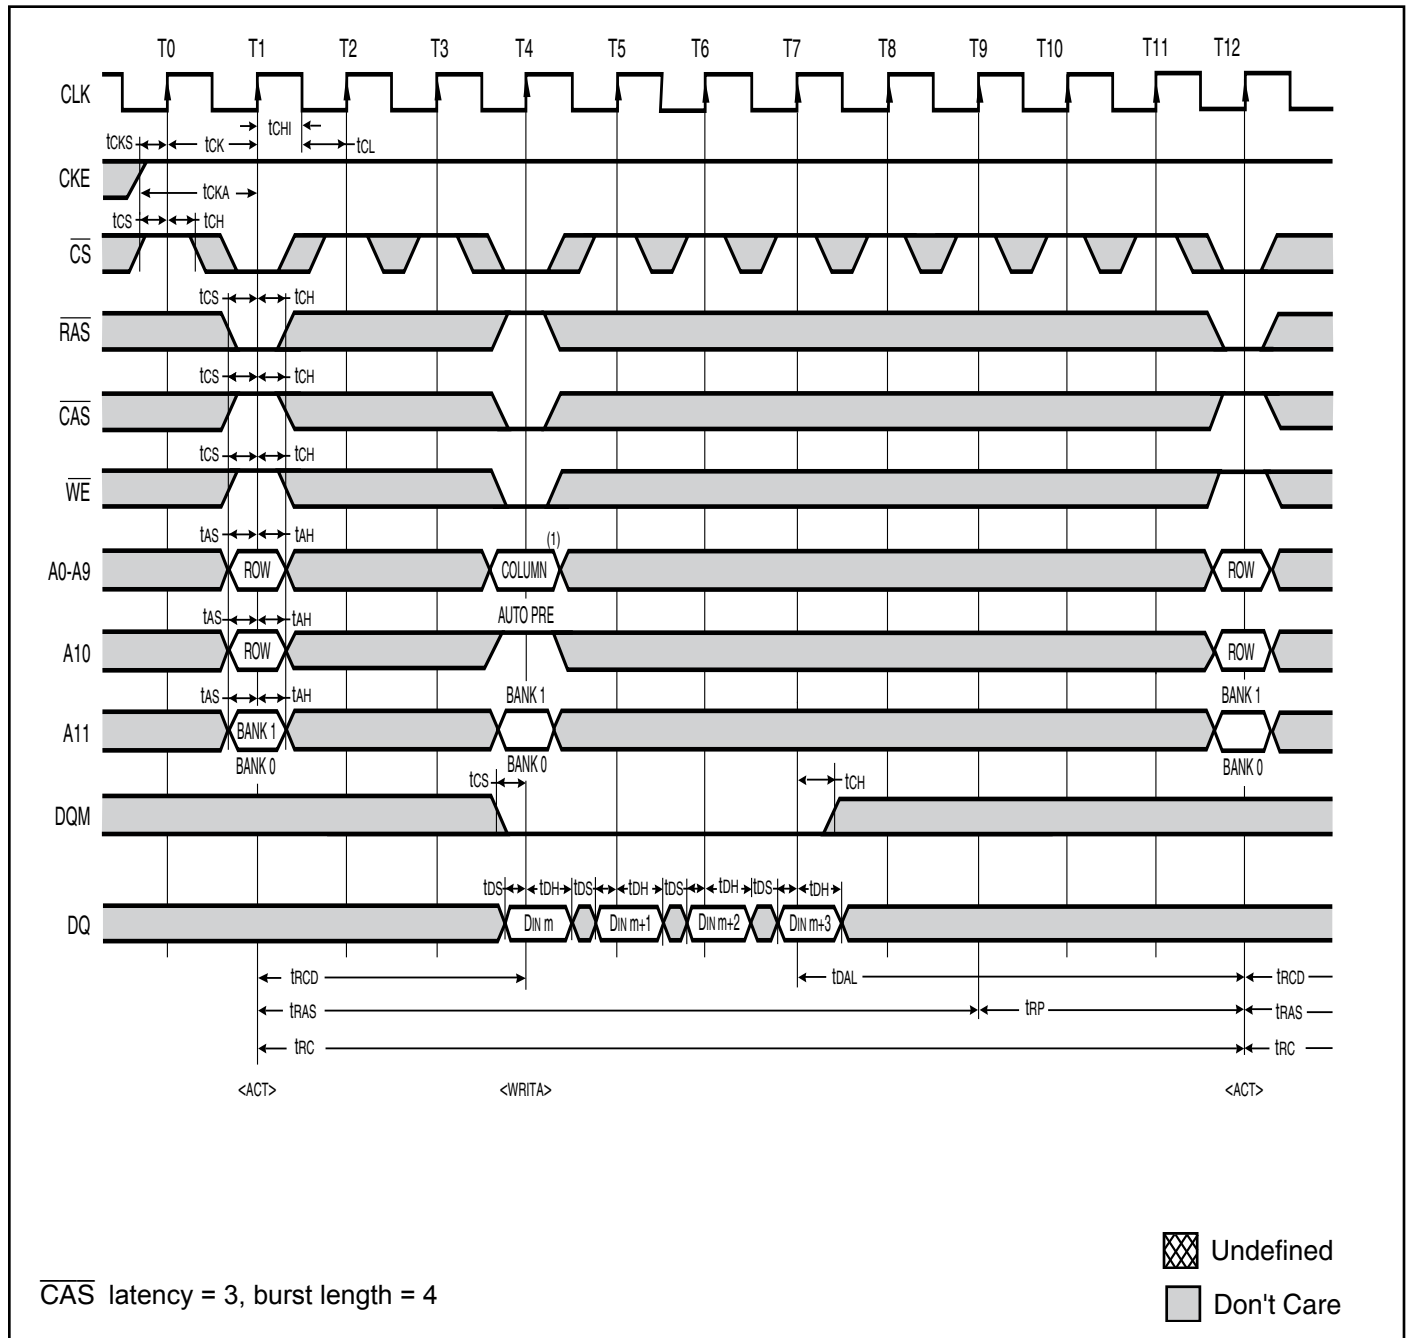 T0 T1 T2 T3 T4 T5 T6 T7 T8 T9 T10 T11 T12
CLK
tCHI
tCKS tCK tCL
CKE
tCKA
tCS tCH
CS
tCS tCH
RAS
tCS tCH
CAS
tCS tCH
WE
tAS tAH (1)
A0-A9 ROW COLUMN ROW
tAS tAH AUTO PRE
A10 ROW ROW
tAS tAH BANK 1 BANK 1
A11 BANK 1
BANK 0 BANK 0 BANK 0
tCS tCH
DQM
tDS tDH tDS tDH tDS tDH tDS tDH
DQ DIN m DIN m+1 DIN m+2 DIN m+3
tRCD tDAL tRCD
tRAS tRP tRAS
tRC tRC
<ACT> <WRITA> <ACT>
Undefined
CAS latency = 3, burst length = 4
Don't Care